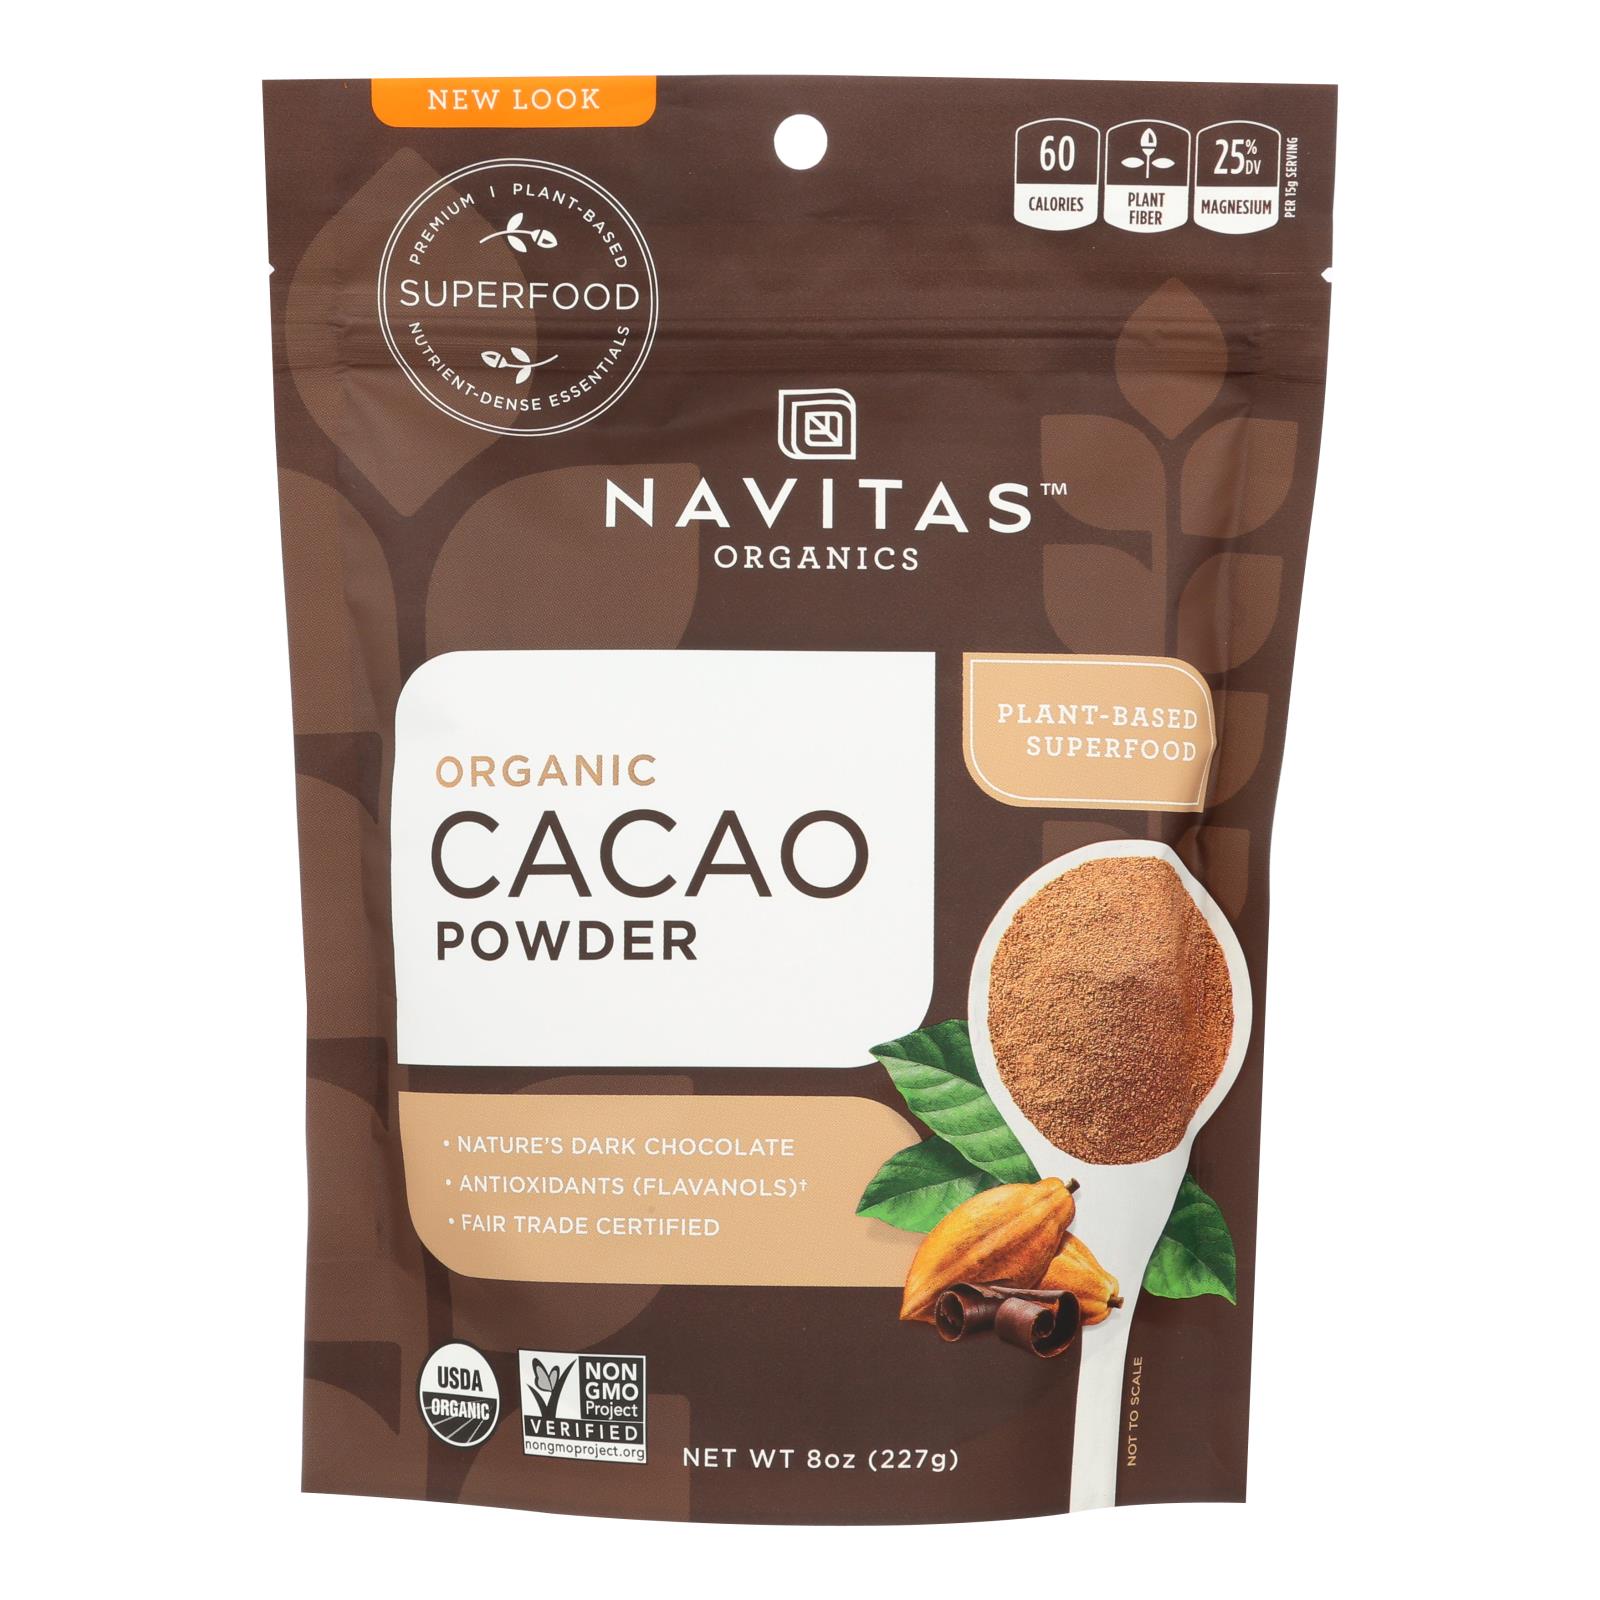 NEW LOOK
PREMIUM | PLANT-BASED
SUPERFOOD
NUTRIENT-DENSE ESSENTIALS
60
CALORIES
PLANT
FIBER
25% DV
MAGNESIUM
PER 15g SERVING
NAVITAS™
ORGANICS
PLANT-BASED
SUPERFOOD
ORGANIC
CACAO
POWDER
• NATURE'S DARK CHOCOLATE
• ANTIOXIDANTS (FLAVANOLS)†
• FAIR TRADE CERTIFIED
USDA
ORGANIC
NON
GMO
Project
VERIFIED
nongmoproject.org
NET WT 8oz (227g)
NOT TO SCALE